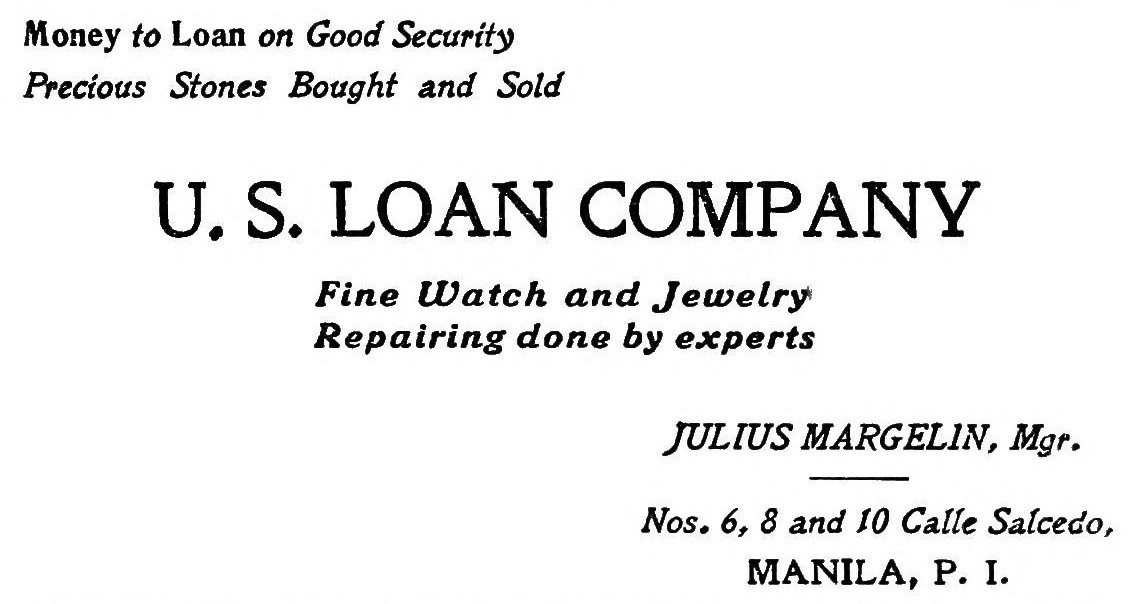 Money to Loan on Good Security
Precious Stones Bought and Sold
U. S. LOAN COMPANY
Fine Watch and Jewelry
Repairing done by experts
JULIUS MARGELIN, Mgr.
Nos. 6, 8 and 10 Calle Salcedo,
MANILA, P. I.